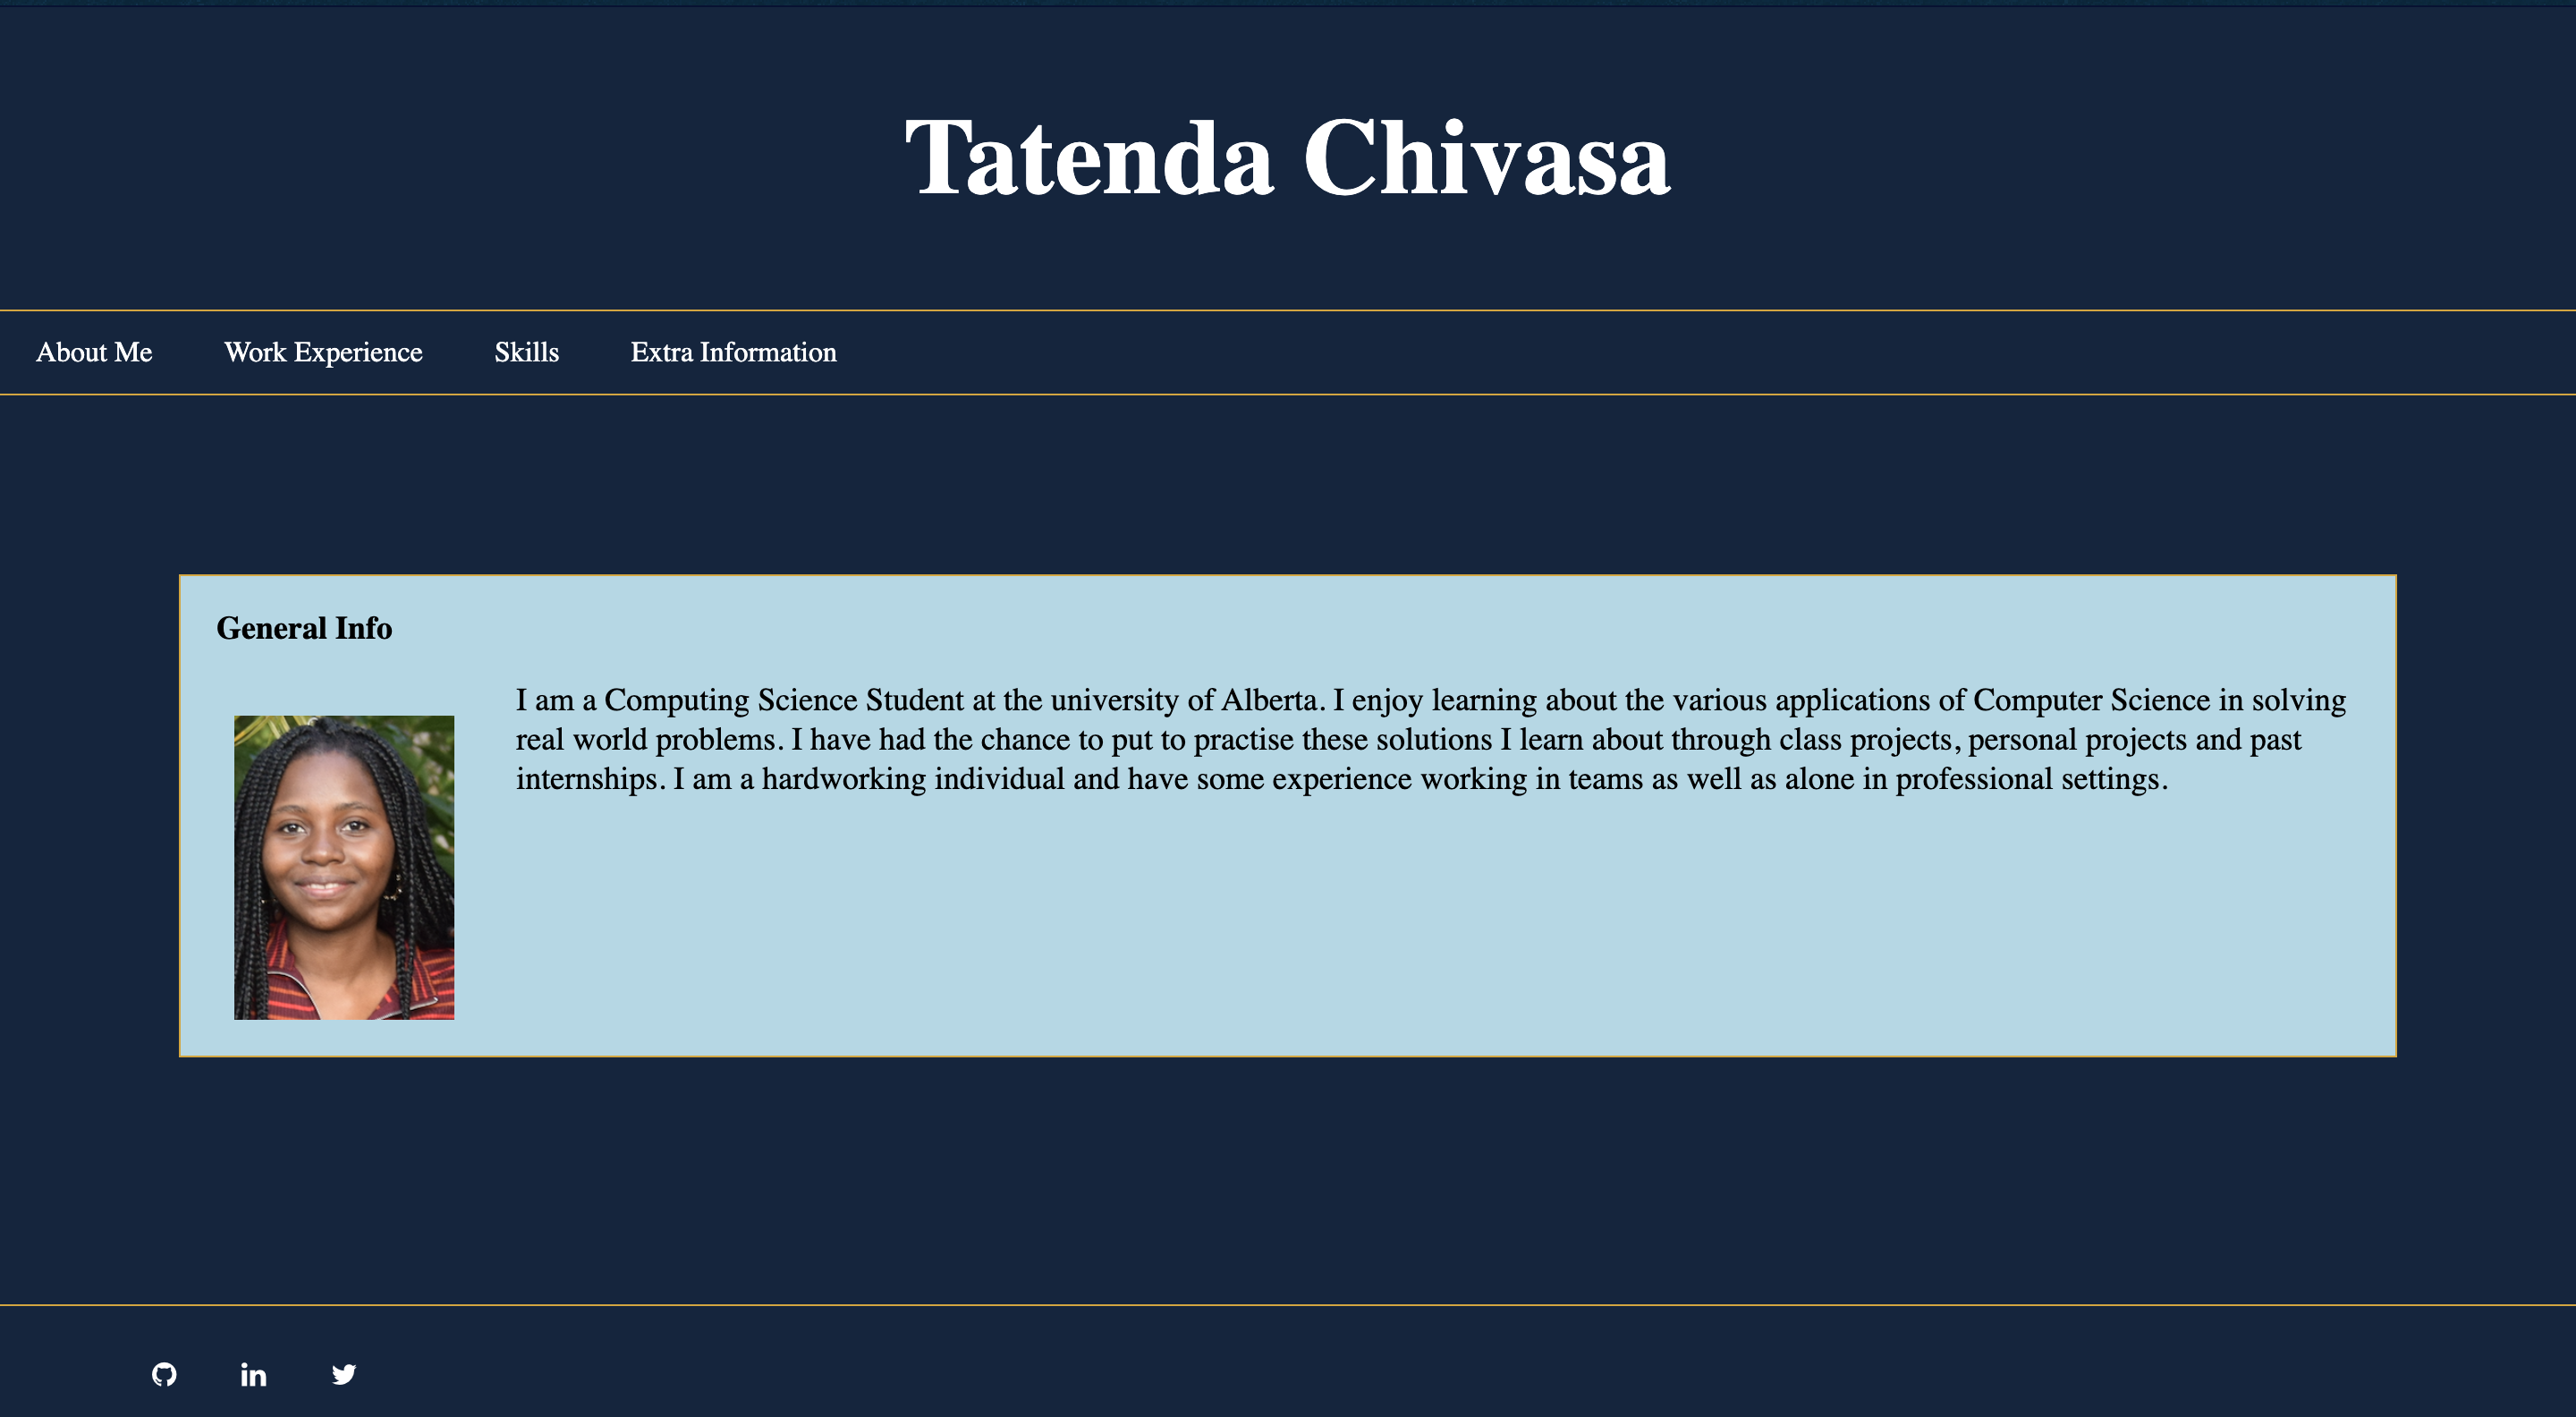 Tatenda Chivasa
About Me Work Experience Skills Extra Information
General Info
I am a Computing Science Student at the university of Alberta. I enjoy learning about the various applications of Computer Science in solving
real world problems. I have had the chance to put to practise these solutions I learn about through class projects, personal projects and past
internships. I am a hardworking individual and have some experience working in teams as well as alone in professional settings.
in